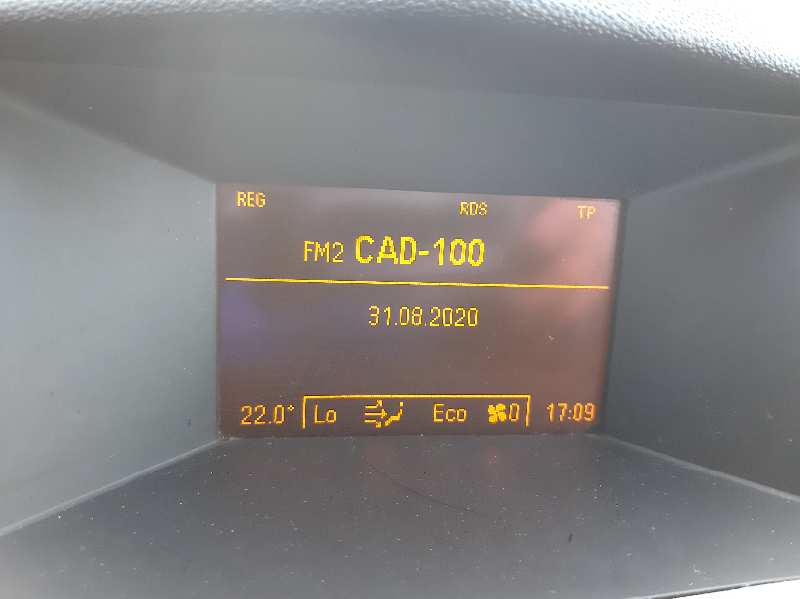 REG RDS TP
FM2 CAD-100
31.08.2020
22.0° Lo Eco 0 17:09